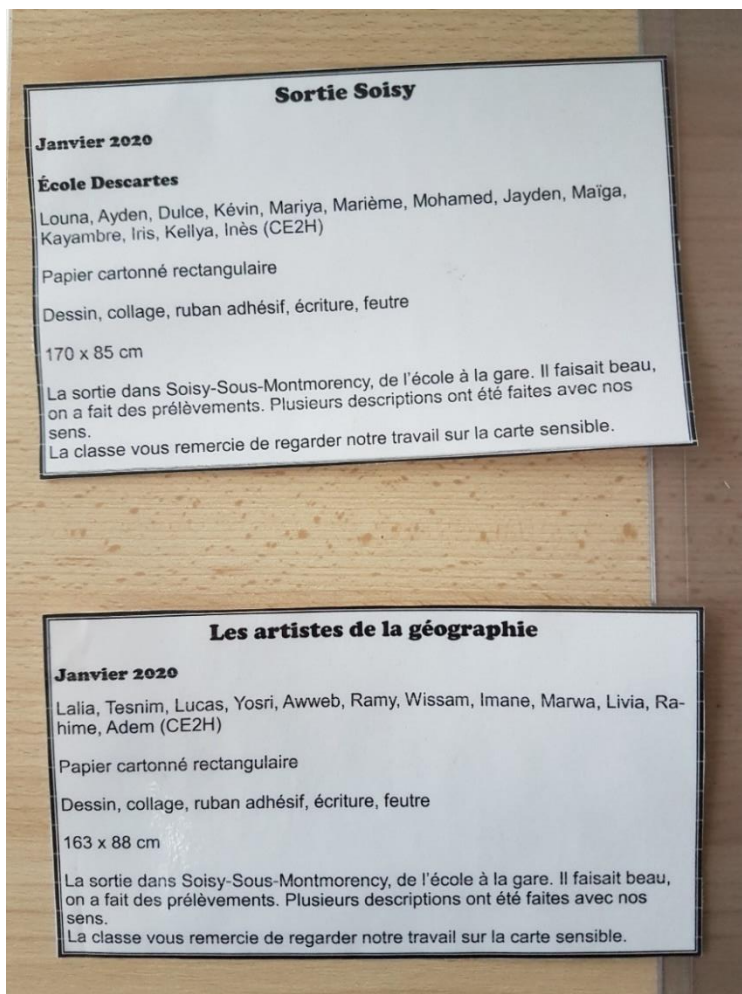 Sortie Soisy
Janvier 2020
École Descartes
Louna, Ayden, Dulce, Kévin, Mariya, Marième, Mohamed, Jayden, Maïga,
Kayambre, Iris, Kellya, Inès (CE2H)
Papier cartonné rectangulaire
Dessin, collage, ruban adhésif, écriture, feutre
170 x 85 cm
La sortie dans Soisy-Sous-Montmorency, de l'école à la gare. Il faisait beau,
on a fait des prélèvements. Plusieurs descriptions ont été faites avec nos
sens.
La classe vous remercie de regarder notre travail sur la carte sensible.
Les artistes de la géographie
Janvier 2020
Lalia, Tesnim, Lucas, Yosri, Awweb, Ramy, Wissam, Imane, Marwa, Livia, Ra-
hime, Adem (CE2H)
Papier cartonné rectangulaire
Dessin, collage, ruban adhésif, écriture, feutre
163 x 88 cm
La sortie dans Soisy-Sous-Montmorency, de l'école à la gare. Il faisait beau,
on a fait des prélèvements. Plusieurs descriptions ont été faites avec nos
sens.
La classe vous remercie de regarder notre travail sur la carte sensible.